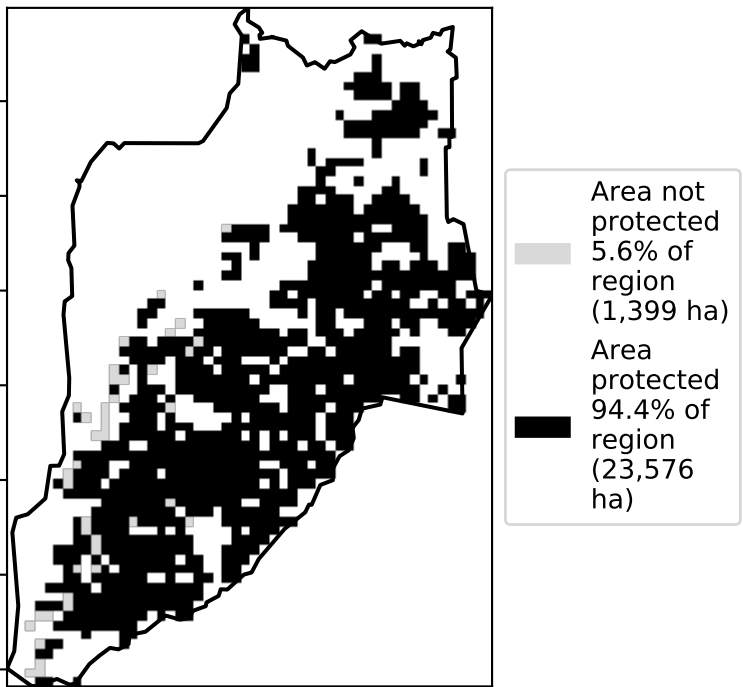 Area not
protected
5.6% of
region
(1,399 ha)
Area
protected
94.4% of
region
(23,576
ha)